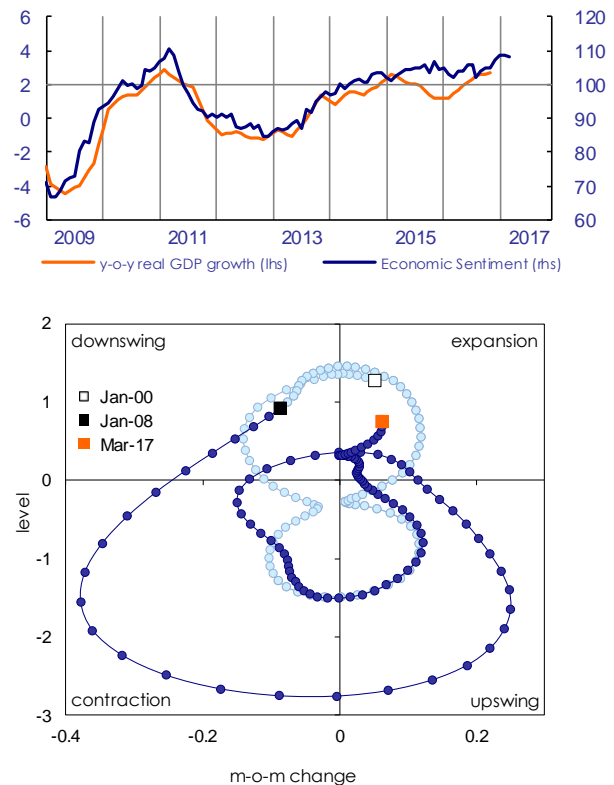 6 110
4 100
2 90
0 80
-2 70
-4 60
-6
2009 2011 2013 2015 2017
y-o-y real GDP growth (lhs) Economic Sentiment (rhs)
2
downswing expansion
Jan-00
1
Jan-08
Mar-17
0
level
-1
-2
contraction upswing
-3
-0.4 -0.2 0 0.2
m-o-m change